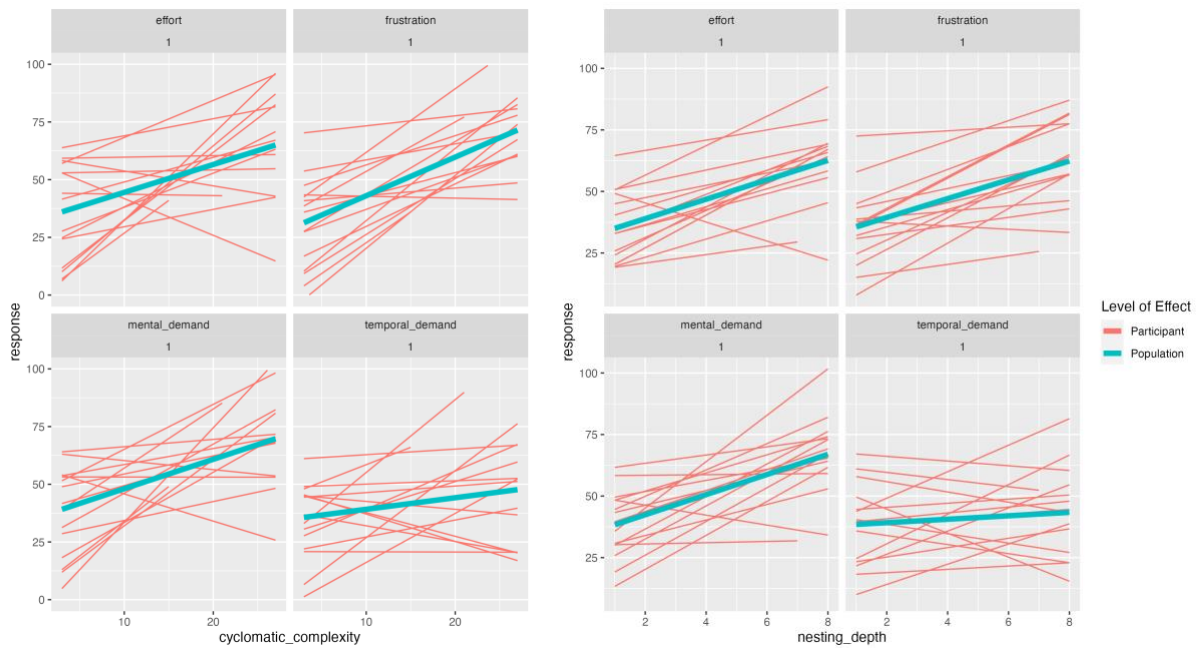 effort
1
frustration
1
100
75
50
25
0
mental_demand
1
temporal_demand
1
100
75
50
25
0
10
20
10
20
response
cyclomatic_complexity
effort
1
frustration
1
100
75
50
25
mental_demand
1
temporal_demand
1
100
75
50
25
2
4
6
8
2
4
6
8
response
nesting_depth
Level of Effect
Participant
Population